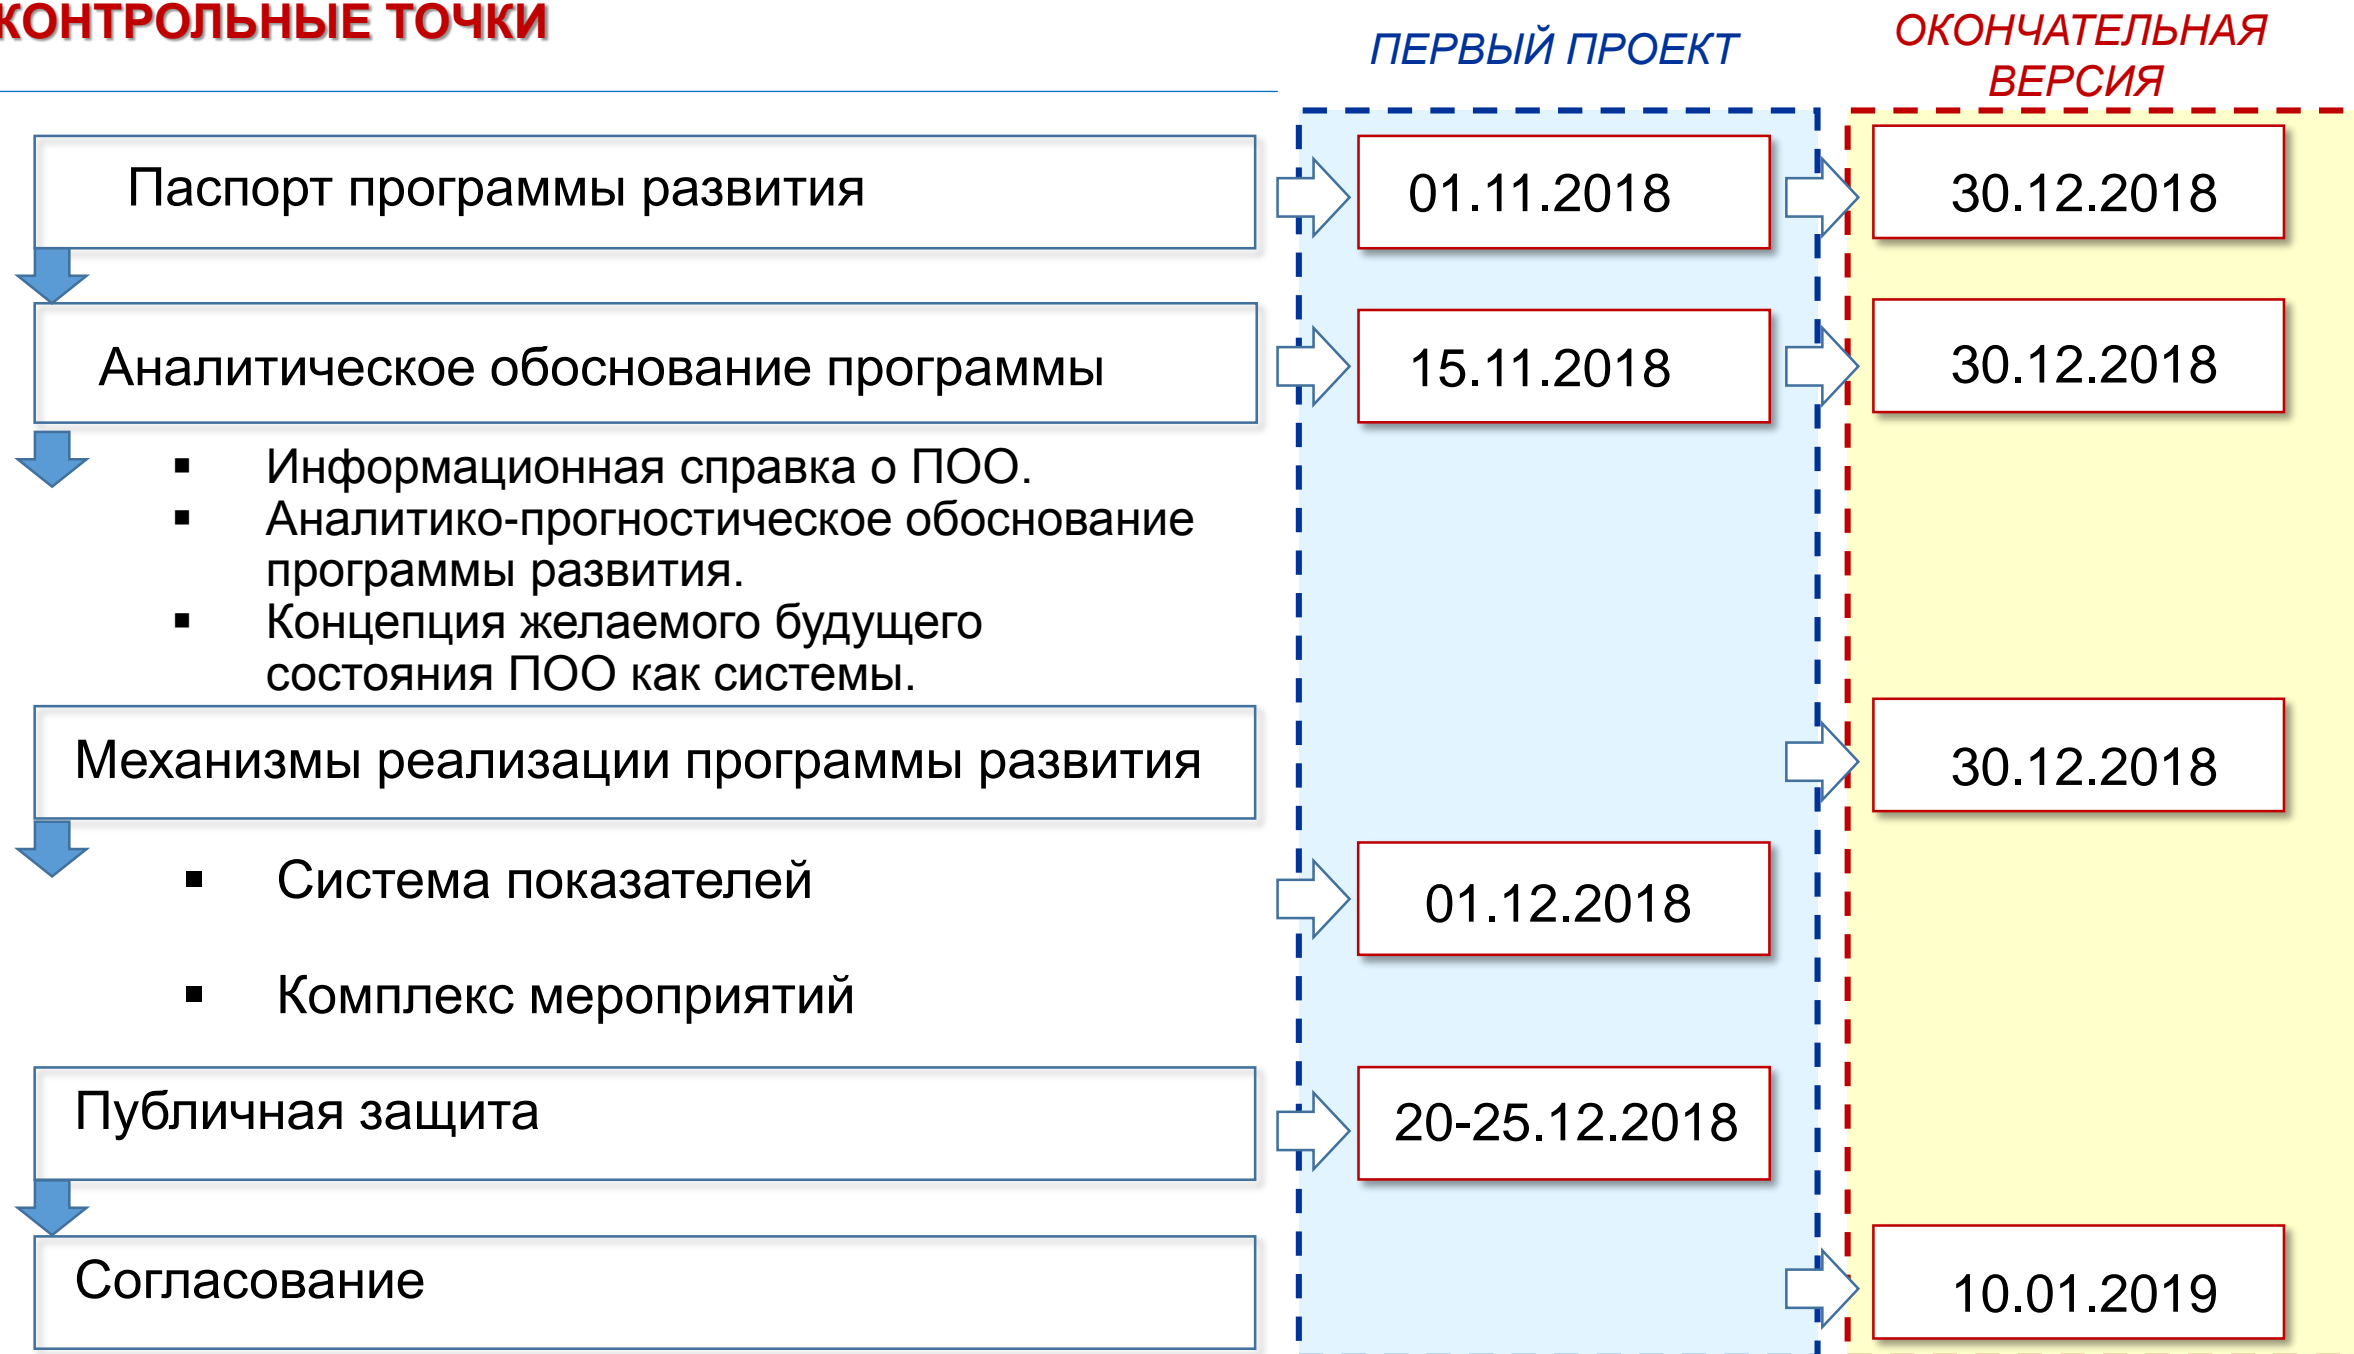 КОНТРОЛЬНЫЕ ТОЧКИ
ПЕРВЫЙ ПРОЕКТ
ОКОНЧАТЕЛЬНАЯ
ВЕРСИЯ
Паспорт программы развития
01.11.2018
30.12.2018
Аналитическое обоснование программы
15.11.2018
30.12.2018
▪ Информационная справка о ПОО.
▪ Аналитико-прогностическое обоснование
программы развития.
▪ Концепция желаемого будущего
состояния ПОО как системы.
Механизмы реализации программы развития
30.12.2018
▪ Система показателей
01.12.2018
▪ Комплекс мероприятий
Публичная защита
20-25.12.2018
Согласование
10.01.2019